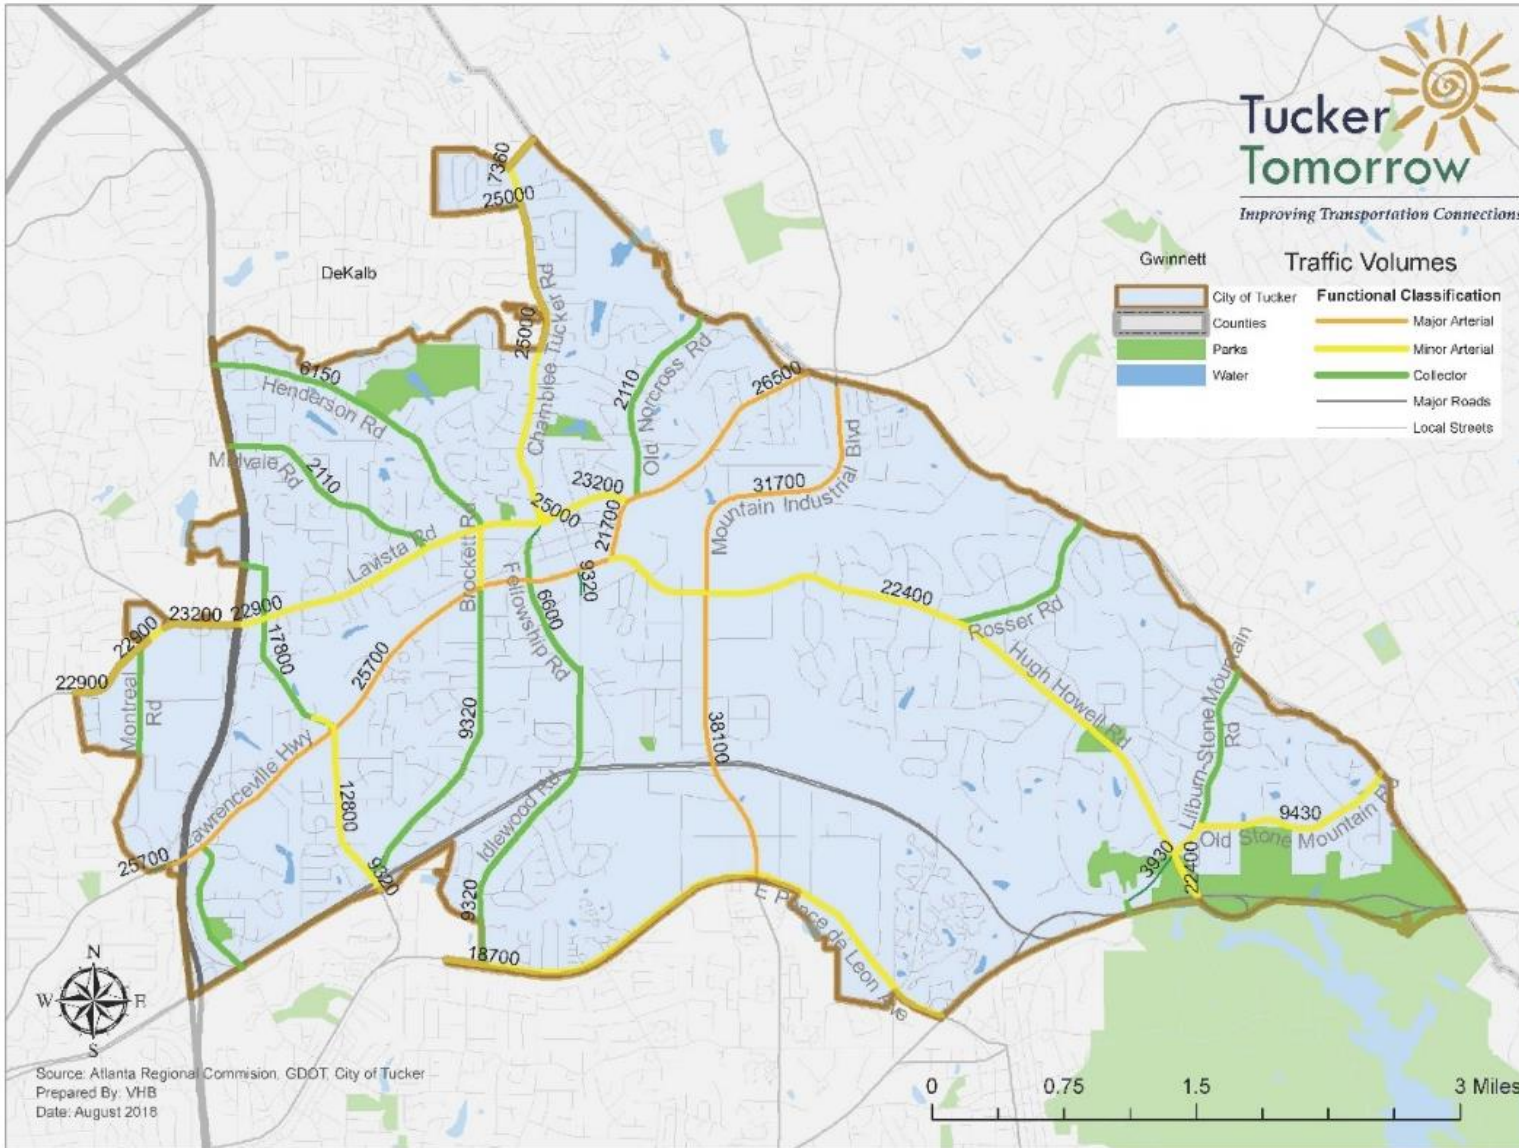 Tucker
Tomorrow
Improving Transportation Connections
Gwinnett
Traffic Volumes
City of Tucker
Functional Classification
Counties
Major Arterial
Parks
Minor Arterial
Water
Collector
Major Roads
Local Streets
DeKalb
7360
25000
Chamblee Tucker Rd
25000
6150
Henderson Rd
2110
Old Norcross Rd
26500
Midvale Rd
2110
31700
Mountain Industrial Blvd
23200
25000
21700
Lavista Rd
Brockett Rd
Fellowship Rd
6600
9320
22400
Rosser Rd
Hugh Howell Rd
23200
22900
22900
22900
17800
Montreal
Rd
25700
9320
38100
Lilburn-Stone Mountain
Rd
Lawrenceville Hwy
25700
12800
9320
Idlewood Rd
9320
18700
E Ponce de Leon Ave
9430
Old Stone Mountain Rd
3930
22400
N
W
E
S
Source: Atlanta Regional Commision, GDOT, City of Tucker
Prepared By: VHB
Date: August 2018
0 0.75 1.5 3 Miles